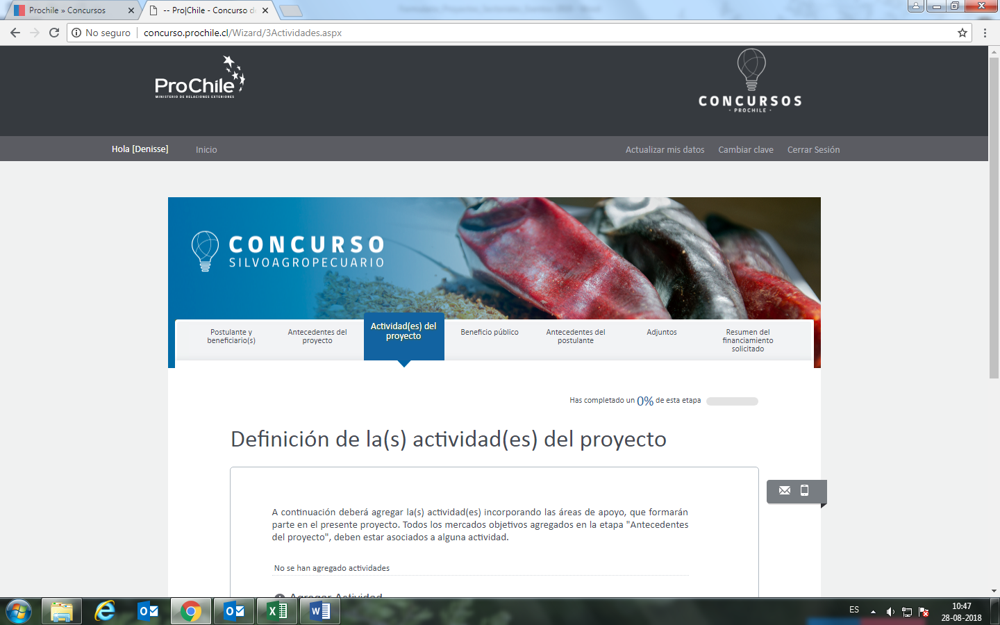 Prochile » Concursos
-- Pro|Chile - Concurso de
No seguro
concurso.prochile.cl/Wizard/3Actividades.aspx
ProChile
MINISTERIO DE RELACIONES EXTERIORES
CONCURSOS
- PROCHILE -
Hola [Denisse]
Inicio
Actualizar mis datos
Cambiar clave
Cerrar Sesión
CONCURSO
SILVOAGROPECUARIO
Postulante y
beneficiario(s)
Antecedentes del
proyecto
Actividad(es) del
proyecto
Beneficio público
Antecedentes del
postulante
Adjuntos
Resumen del
financiamiento
solicitado
Has completado un 0% de esta etapa
Definición de la(s) actividad(es) del proyecto
A continuación deberá agregar la(s) actividad(es) incorporando las áreas de apoyo, que formarán
parte en el presente proyecto. Todos los mercados objetivos agregados en la etapa "Antecedentes
del proyecto", deben estar asociados a alguna actividad.
No se han agregado actividades
Agregar Actividad
ES
10:47
28-08-2018